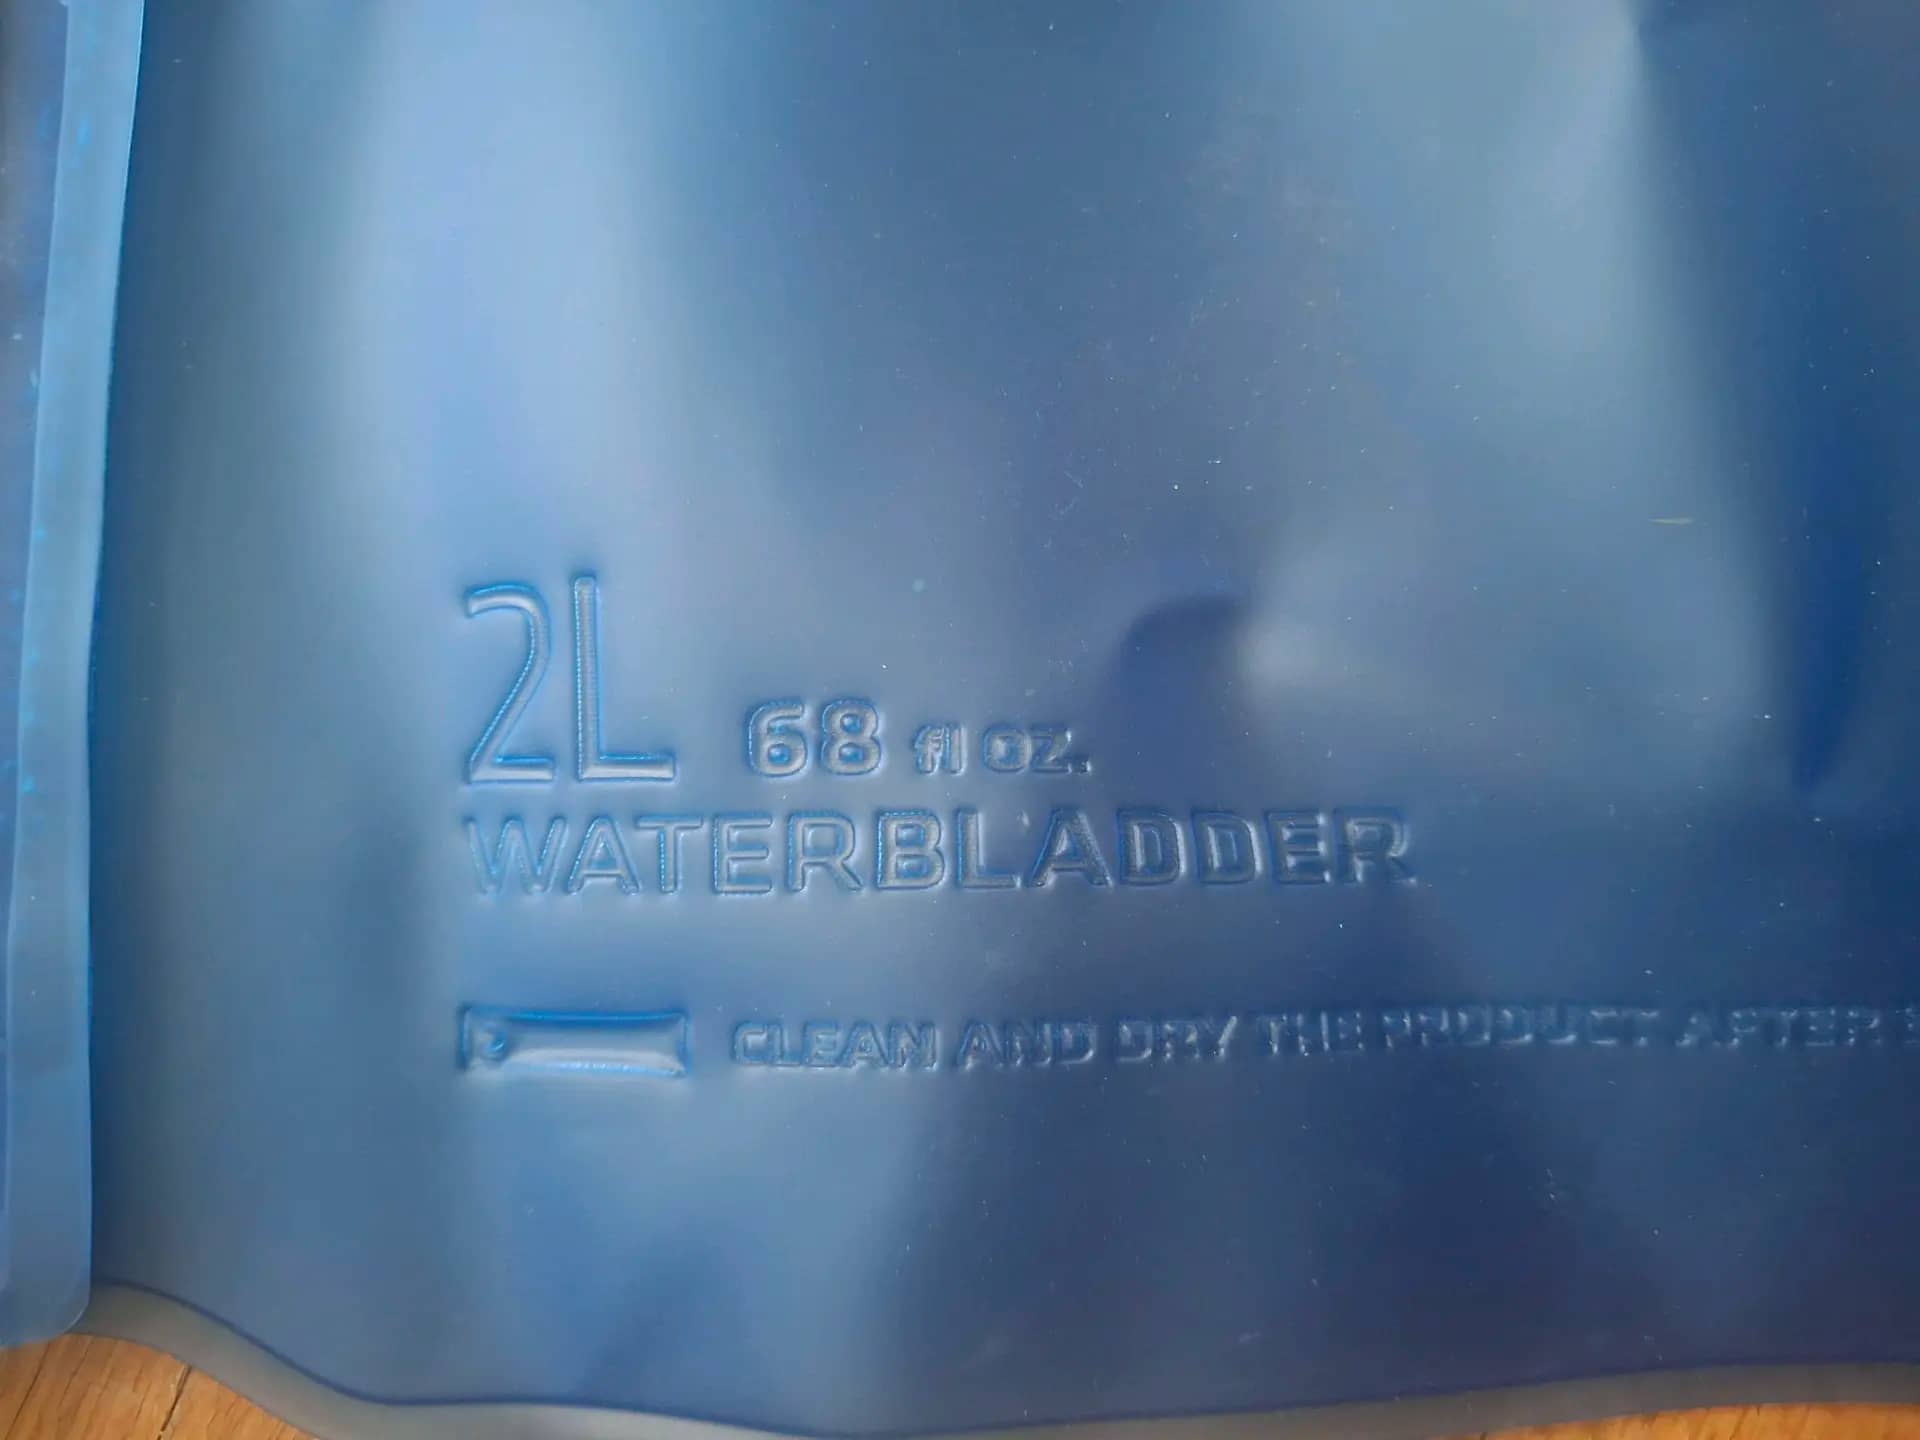 2L 68 fl oz.
WATERBLADDER
CLEAN AND DRY THE PRODUCT AFTER